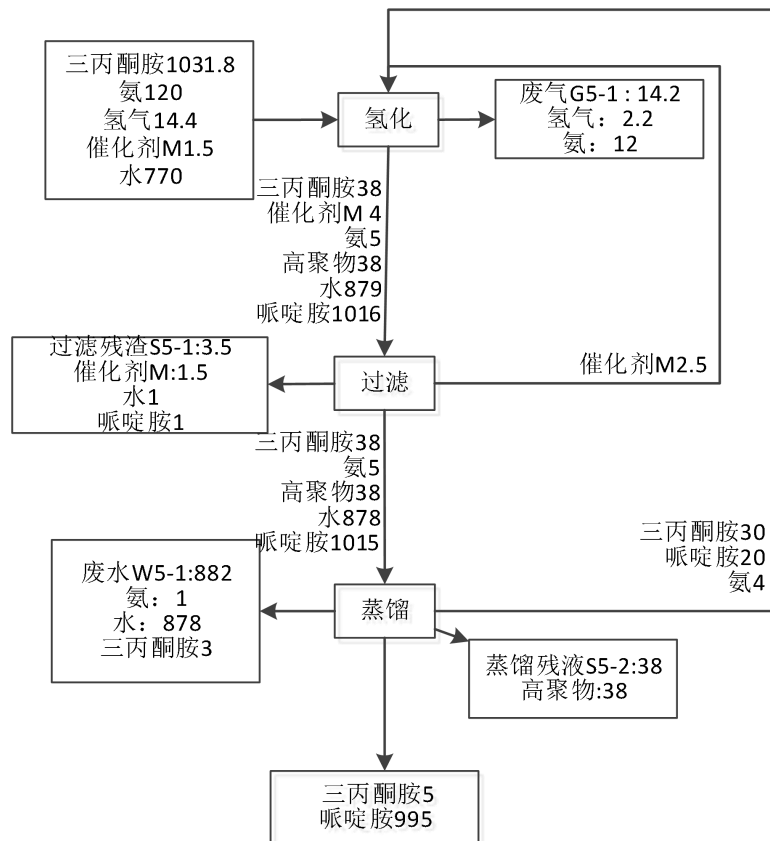 三丙酮胺1031.8
氨120
氢气14.4
催化剂M1.5
水770
氢化
废气G5-1：14.2
氢气：2.2
氨：12
三丙酮胺38
催化剂M 4
氨5
高聚物38
水879
哌啶胺1016
过滤残渣S5-1:3.5
催化剂M:1.5
水1
哌啶胺1
过滤
催化剂M2.5
三丙酮胺38
氨5
高聚物38
水878
哌啶胺1015
三丙酮胺30
哌啶胺20
氨4
废水W5-1:882
氨：1
水：878
三丙酮胺3
蒸馏
蒸馏残液S5-2:38
高聚物:38
三丙酮胺5
哌啶胺995